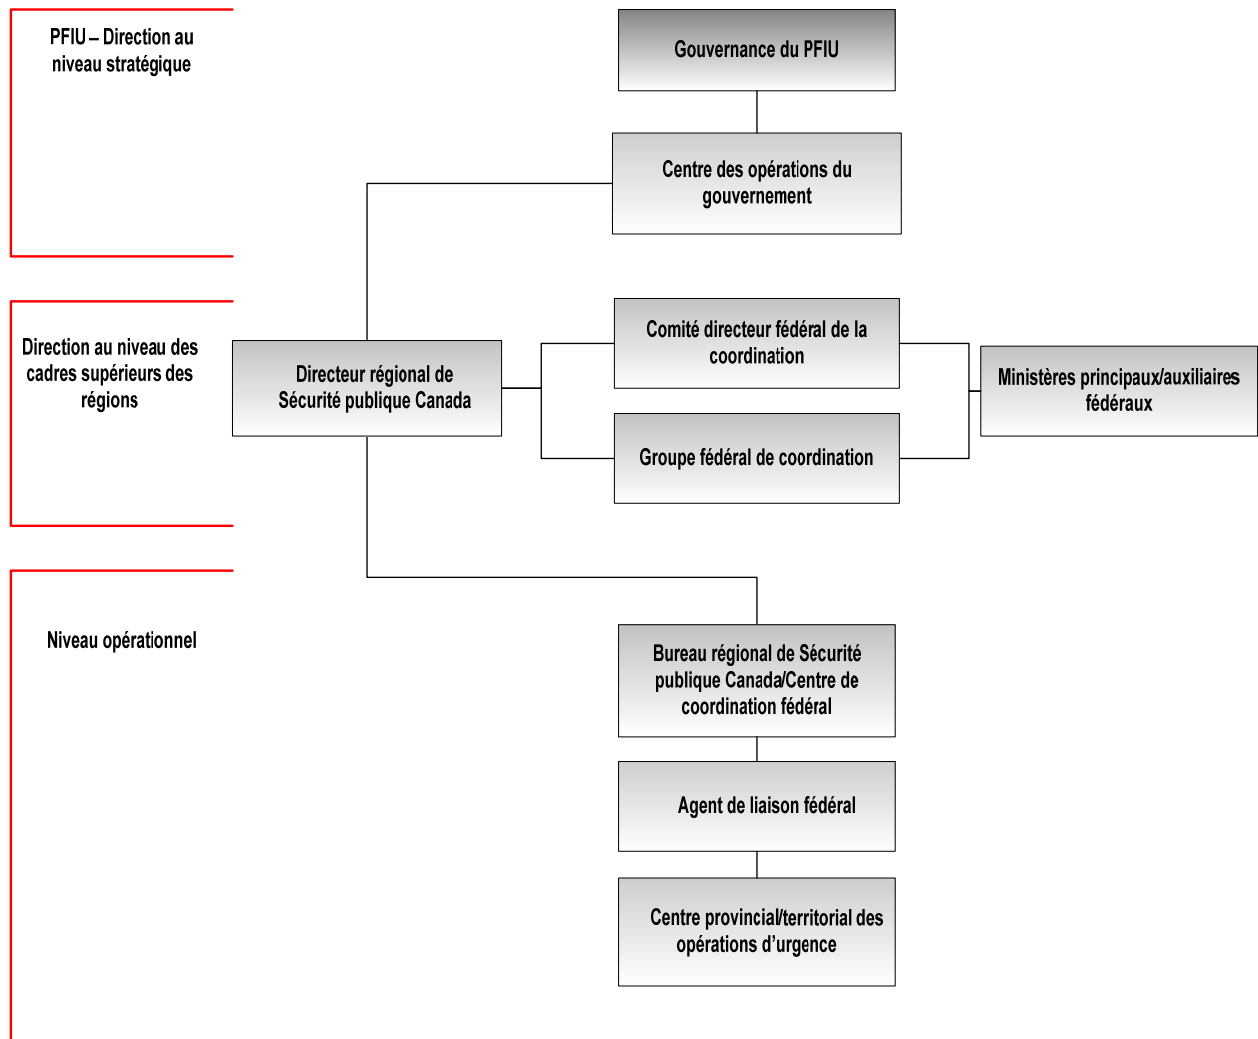 PFIU – Direction au
niveau stratégique
Gouvernance du PFIU
Centre des opérations du
gouvernement
Direction au niveau des
cadres supérieurs des
régions
Directeur régional de
Sécurité publique Canada
Comité directeur fédéral de la
coordination
Groupe fédéral de coordination
Ministères principaux/auxiliaires
fédéraux
Niveau opérationnel
Bureau régional de Sécurité
publique Canada/Centre de
coordination fédéral
Agent de liaison fédéral
Centre provincial/territorial des
opérations d’urgence